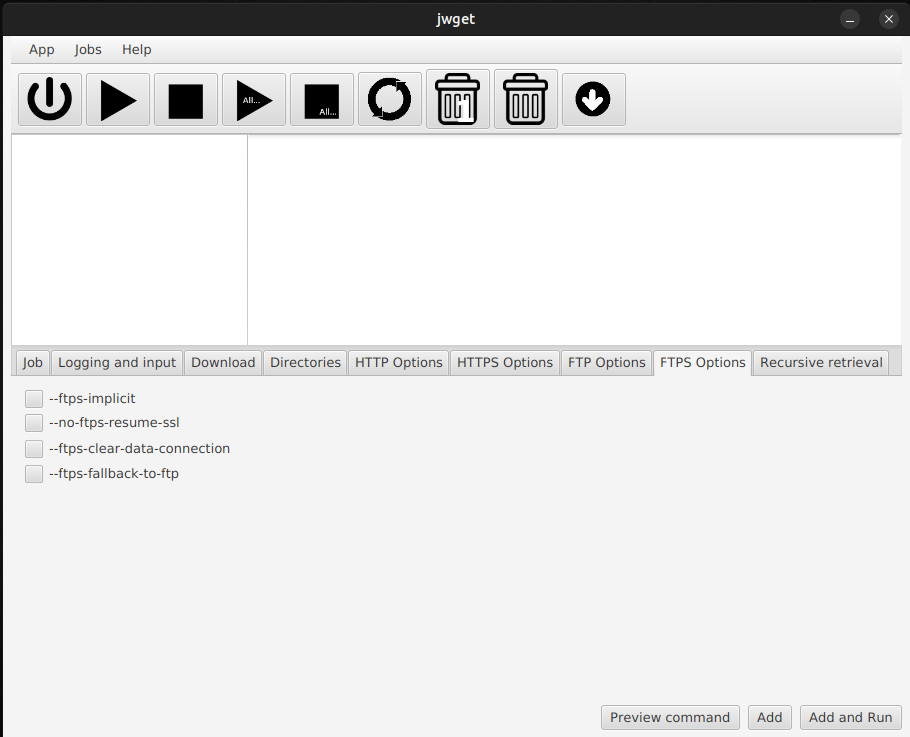 jwget
App Jobs Help
All... All... 1
Job Logging and input Download Directories HTTP Options HTTPS Options FTP Options FTPS Options Recursive retrieval
--ftps-implicit
--no-ftps-resume-ssl
--ftps-clear-data-connection
--ftps-fallback-to-ftp
Preview command Add Add and Run